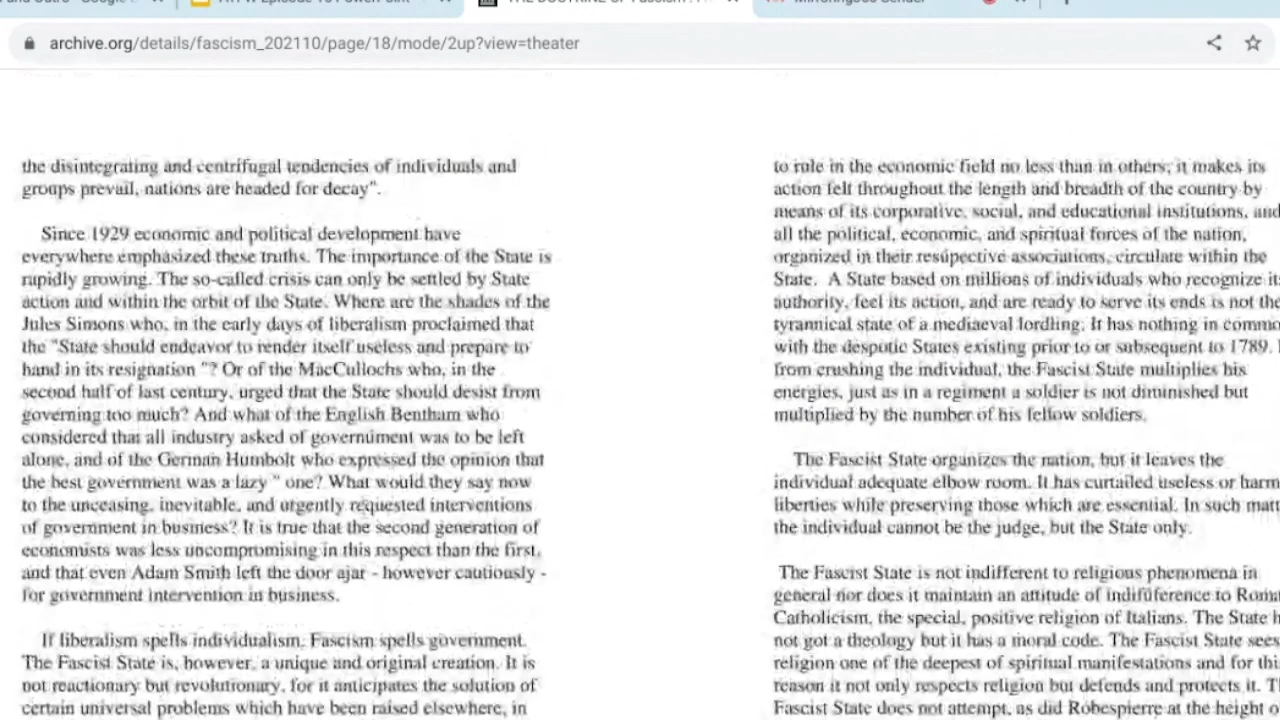 archive.org/details/fascism_202110/page/18/mode/2up?view=theater
the disintegrating and centrifugal tendencies of individuals and
groups prevail, nations are headed for decay".
Since 1929 economic and political development have
everywhere emphasized these truths. The importance of the State is
rapidly growing. The so-called crisis can only be settled by State
action and within the orbit of the State. Where are the shades of the
Jules Simons who, in the early days of liberalism proclaimed that
the "State should endeavor to render itself useless and prepare to
hand in its resignation "? Or of the MacCullochs who, in the
second half of last century, urged that the State should desist from
governing too much? And what of the English Bentham who
considered that all industry asked of government was to be left
alone, and of the German Humbolt who expressed the opinion that
the best government was a lazy " one? What would they say now
to the unceasing, inevitable, and urgently requested interventions
of government in business? It is true that the second generation of
economists was less uncompromising in this respect than the first,
and that even Adam Smith left the door ajar - however cautiously -
for government intervention in business.
If liberalism spells individualism, Fascism spells government.
The Fascist State is, however, a unique and original creation. It is
not reactionary but revolutionary, for it anticipates the solution of
certain universal problems which have been raised elsewhere, in
to rule in the economic field no less than in others; it makes its
action felt throughout the length and breadth of the country by
means of its corporative, social, and educational institutions, and
all the political, economic, and spiritual forces of the nation,
organized in their resúpective associations, circulate within the
State. A State based on millions of individuals who recognize its
authority, feel its action, and are ready to serve its ends is not the
tyrannical state of a mediaeval lordling. It has nothing in commo
with the despotic States existing prior to or subsequent to 1789.
from crushing the individual, the Fascist State multiplies his
energies, just as in a regiment a soldier is not diminished but
multiplied by the number of his fellow soldiers.
The Fascist State organizes the nation, but it leaves the
individual adequate elbow room. It has curtailed useless or harm
liberties while preserving those which are essential. In such matt
the individual cannot be the judge, but the State only.
The Fascist State is not indifferent to religious phenomena in
general nor does it maintain an attitude of indifúference to Roma
Catholicism, the special, positive religion of Italians. The State h
not got a theology but it has a moral code. The Fascist State sees
religion one of the deepest of spiritual manifestations and for thi
reason it not only respects religion but defends and protects it. T
Fascist State does not attempt, as did Robespierre at the height o